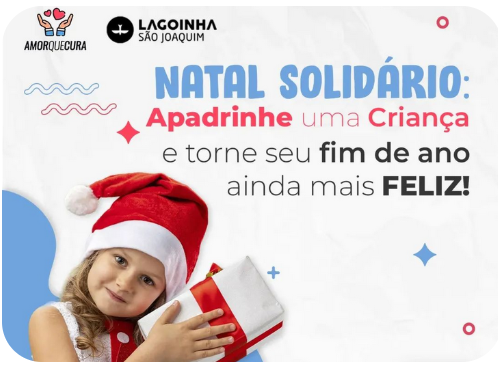 AMORQUECURA
LAGOINHA
SÃO JOAQUIM
NATAL SOLIDÁRIO:
Apadrinhe uma Criança
e torne seu fim de ano
ainda mais FELIZ!